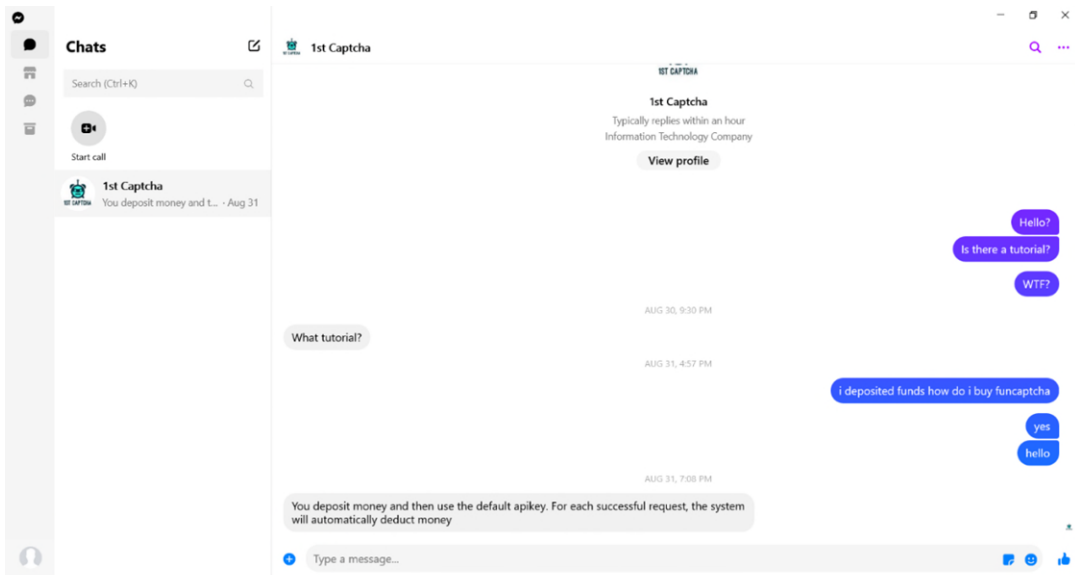 Chats
Search (Ctrl+K)
Start call
1ST CAPTCHA
1st Captcha
You deposit money and t... · Aug 31
1ST CAPTCHA
1st Captcha
1ST CAPTCHA
1st Captcha
Typically replies within an hour
Information Technology Company
View profile
Hello?
Is there a tutorial?
WTF?
AUG 30, 9:30 PM
What tutorial?
AUG 31, 4:57 PM
i deposited funds how do i buy funcaptcha
yes
hello
AUG 31, 7:08 PM
You deposit money and then use the default apikey. For each successful request, the system
will automatically deduct money
Type a message...